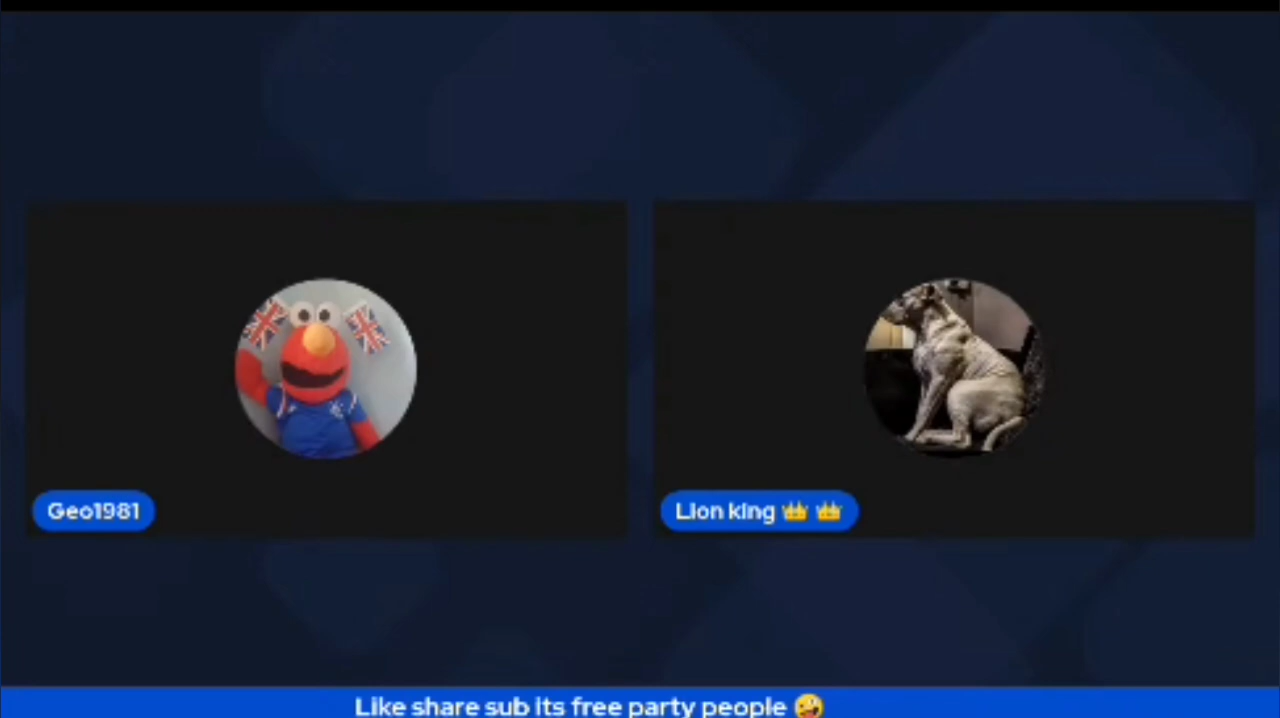 Geo1981
Lion king 👑 👑
Like share sub its free party people 🤪